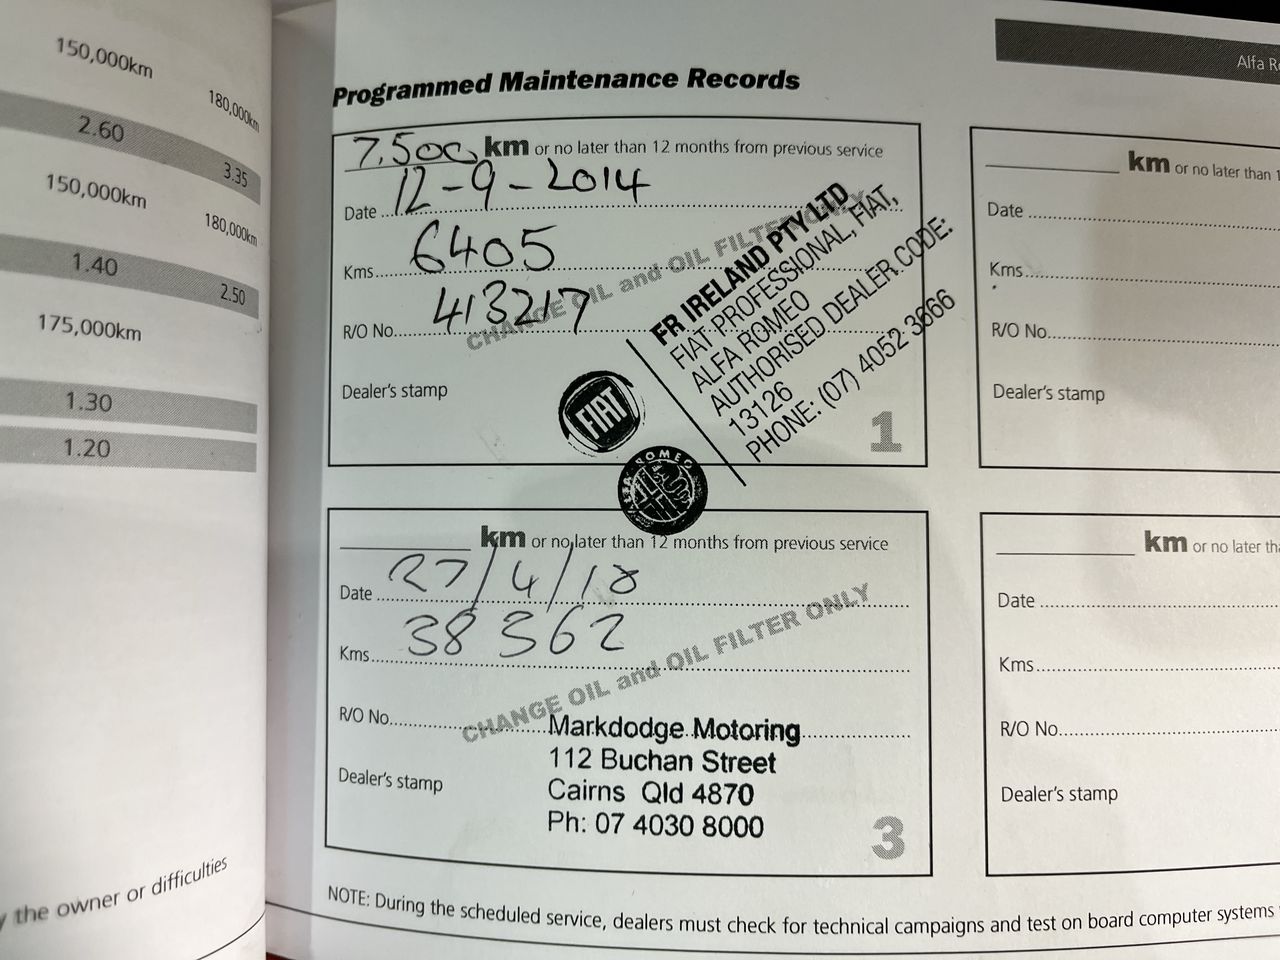 150,000km
180,000km
2.60
3.35
150,000km
180,000km
1.40
2.50
175,000km
1.30
1.20
the owner or difficulties
Alfa
Programmed Maintenance Records
7,500 km or no later than 12 months from previous service
Date 12-9-2014
Kms 6405
R/O No. 413217
CHANGE OIL and OIL FILTER ONLY
Dealer's stamp
FR IRELAND PTY LTD
FIAT PROFESSIONAL, FIAT,
ALFA ROMEO
AUTHORISED DEALER CODE:
13126
PHONE: (07) 4052 3666
FIAT
ALFA ROMEO
1
km or no later than
Date
Kms
R/O No.
Dealer's stamp
km or no later than 12 months from previous service
Date 27/4/18
Kms 38 362
R/O No.
CHANGE OIL and OIL FILTER ONLY
Dealer's stamp
Markdodge Motoring
112 Buchan Street
Cairns Qld 4870
Ph: 07 4030 8000
3
km or no later
Date
Kms
R/O No.
Dealer's stamp
NOTE: During the scheduled service, dealers must check for technical campaigns and test on board computer systems